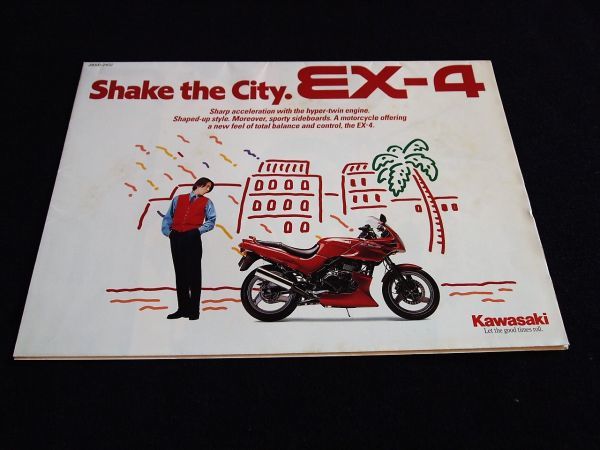 Shake the City. EX-4
Sharp acceleration with the hyper-twin engine.
Shaped-up style. Moreover, sporty sideboards. A motorcycle offering
a new feel of total balance and control, the EX-4.
Kawasaki
Let the good times roll.